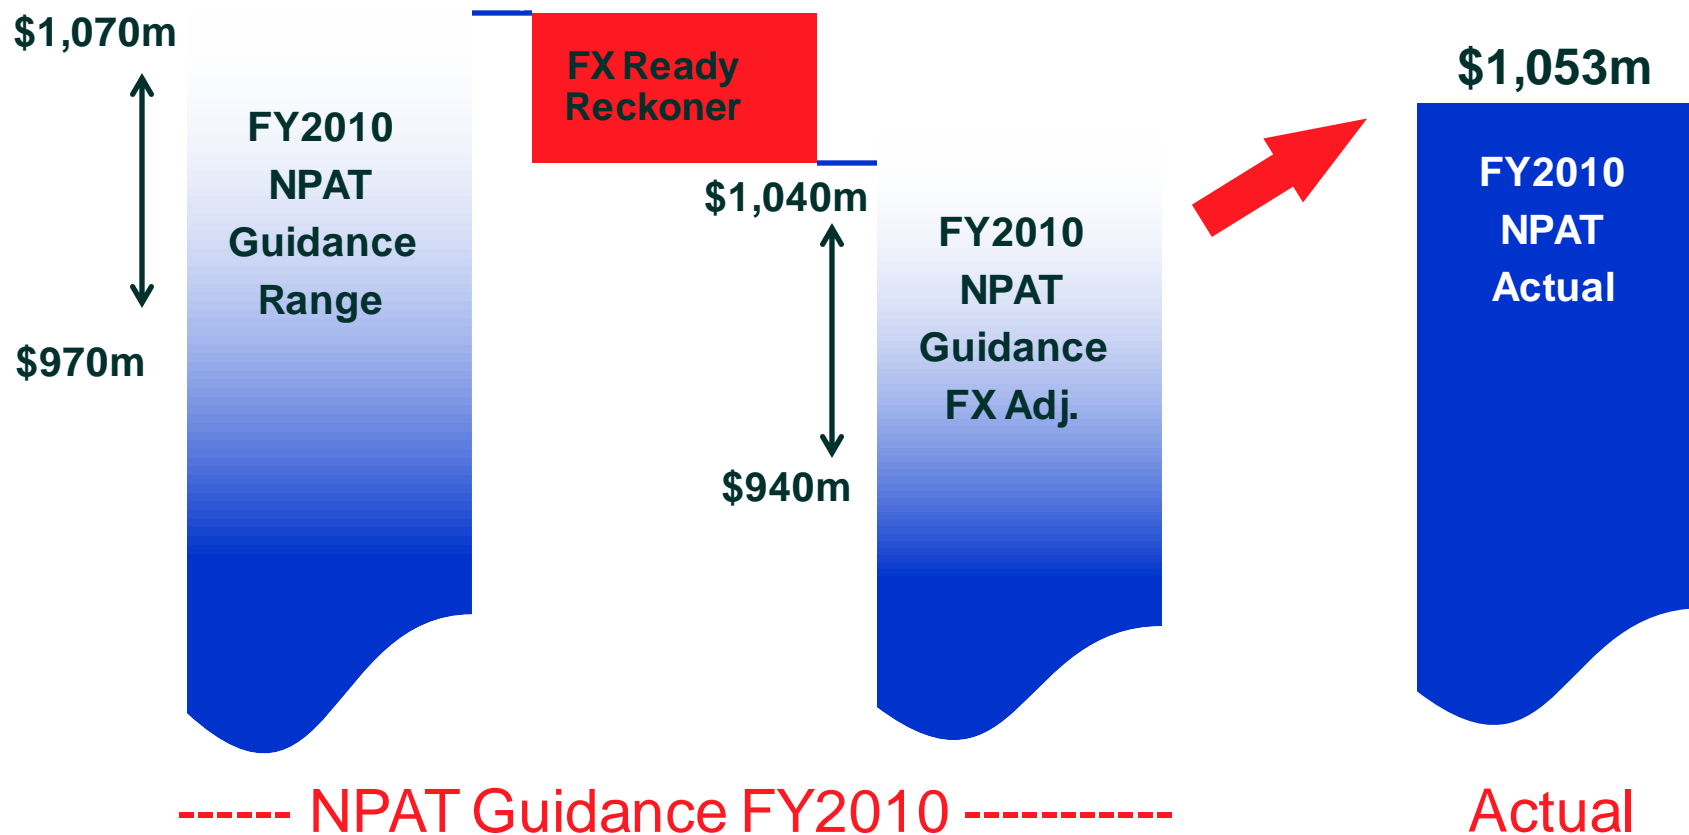 $1,070m
$970m
FY2010
NPAT
Guidance
Range
FX Ready
Reckoner
$1,040m
$940m
FY2010
NPAT
Guidance
FX Adj.
$1,053m
FY2010
NPAT
Actual
------ NPAT Guidance FY2010 -----------
Actual